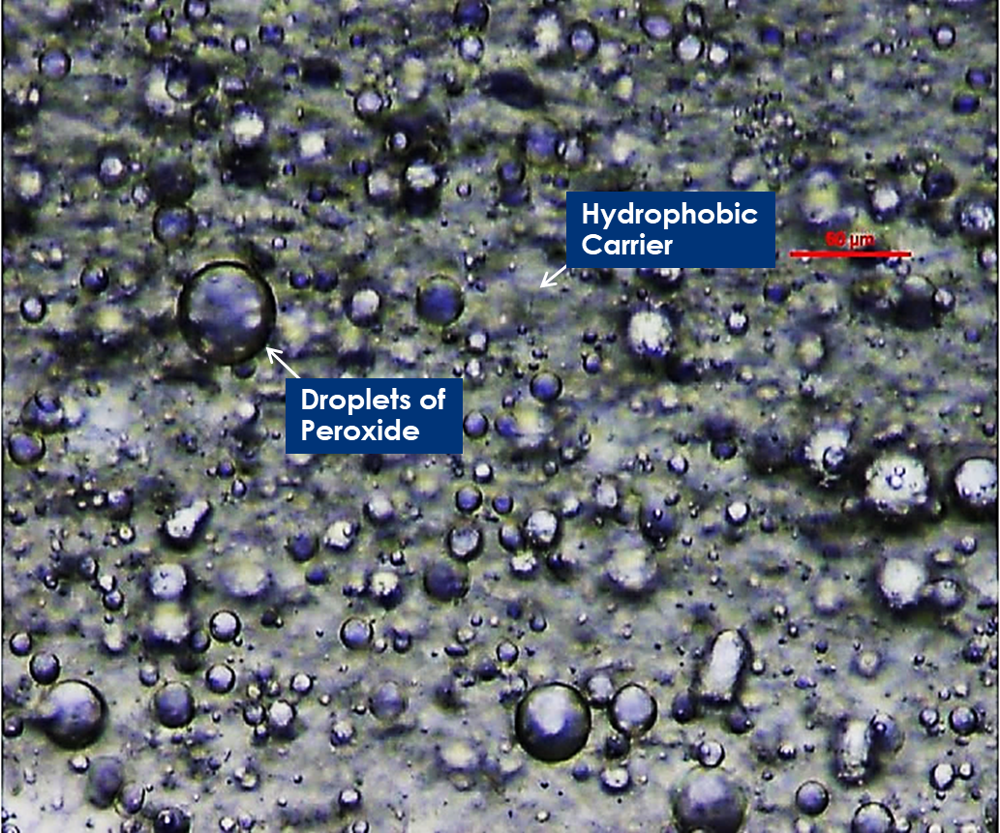 Hydrophobic
Carrier
Droplets of
Peroxide